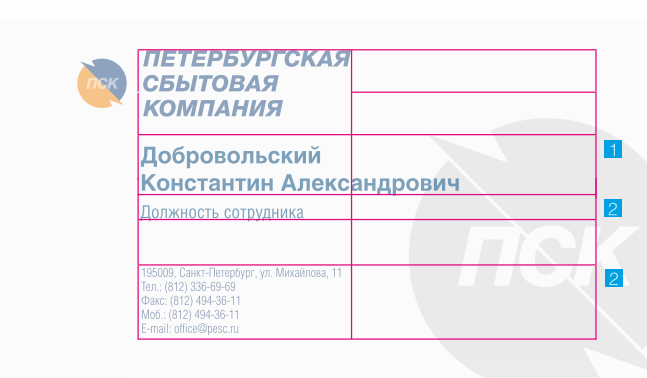 ПСК
ПЕТЕРБУРГСКАЯ
СБЫТОВАЯ
КОМПАНИЯ
Добровольский
Константин Александрович
1
Должность сотрудника
2
ПСК
195009, Санкт-Петербург, ул. Михайлова, 11
2
Тел.: (812) 336-69-69
Факс: (812) 494-36-11
Моб.: (812) 494-36-11
E-mail: office@pesc.ru